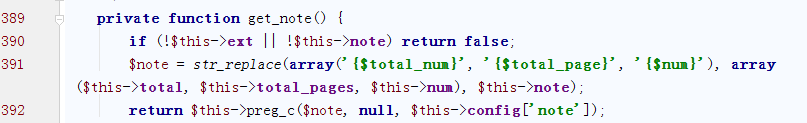 389 private function get_note() {
390 if (!$this->ext || !$this->note) return false;
391 $note = str_replace(array('{$total_num}', '{$total_page}', '{$num}'), array
($this->total, $this->total_pages, $this->num), $this->note);
392 return $this->preg_c($note, null, $this->config['note']);